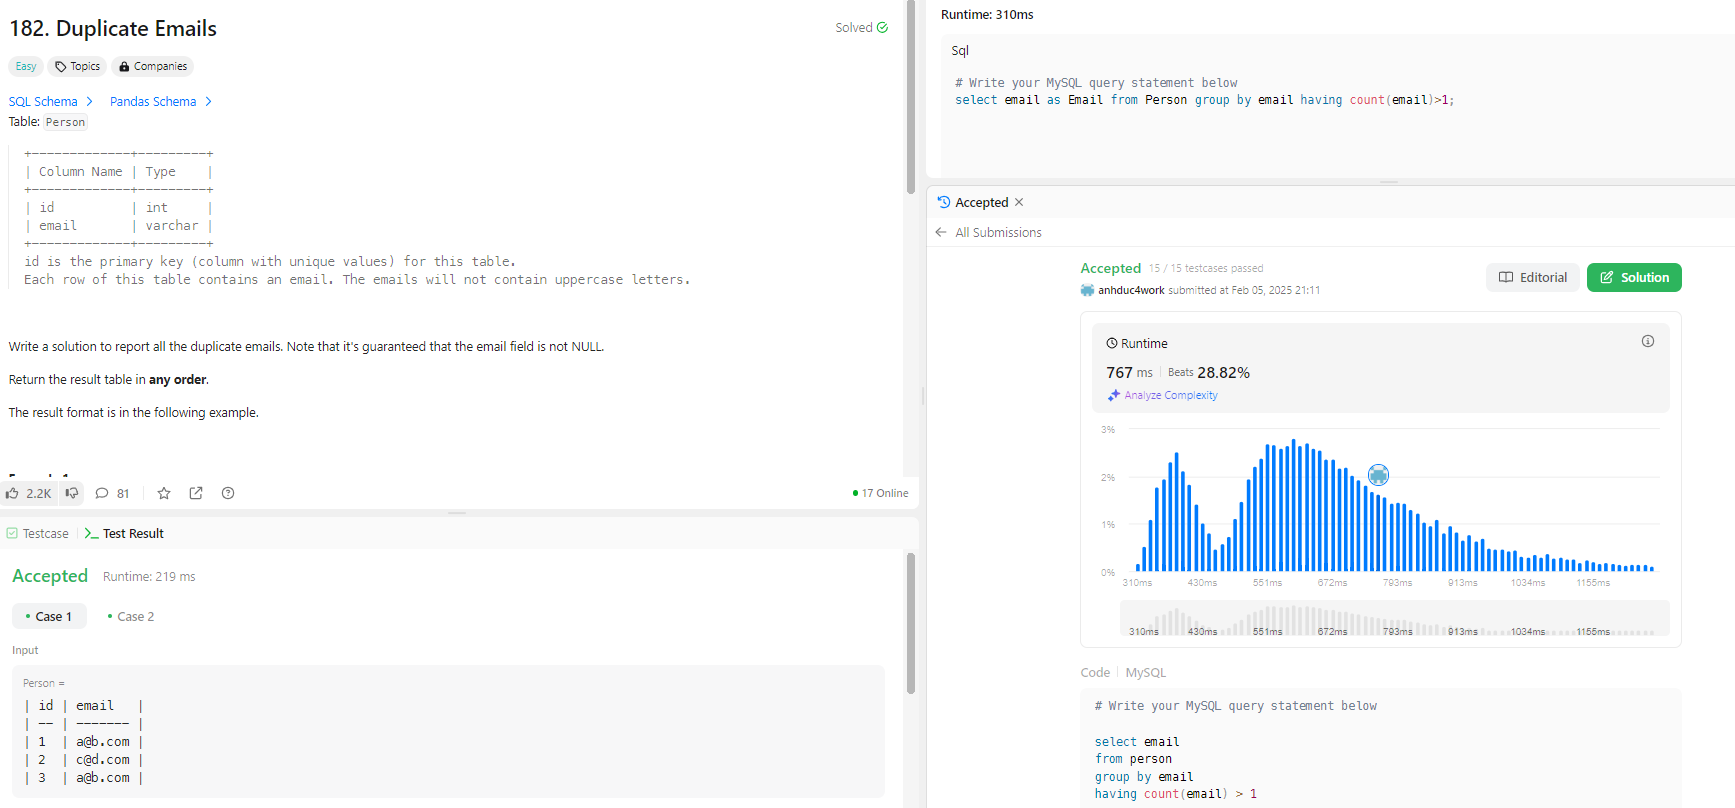 182. Duplicate Emails
Solved
Easy
Topics
Companies
SQL Schema >
Pandas Schema >
Table: Person
+-------------+---------+
| Column Name | Type    |
+-------------+---------+
| id          | int     |
| email       | varchar |
+-------------+---------+
id is the primary key (column with unique values) for this table.
Each row of this table contains an email. The emails will not contain uppercase letters.
Write a solution to report all the duplicate emails. Note that it's guaranteed that the email field is not NULL.
Return the result table in any order.
The result format is in the following example.
2.2K
81
17 Online
Testcase
Test Result
Accepted
Runtime: 219 ms
Case 1
Case 2
Input
Person =
| id | email   |
| -- | ------- |
| 1  | a@b.com |
| 2  | c@d.com |
| 3  | a@b.com |
Runtime: 310ms
Sql
# Write your MySQL query statement below
select email as Email from Person group by email having count(email)>1;
Accepted
All Submissions
Accepted 15 / 15 testcases passed
anhduc4work submitted at Feb 05, 2025 21:11
Editorial
Solution
Runtime
767 ms | Beats 28.82%
Analyze Complexity
3%
2%
1%
0%
310ms 430ms 551ms 672ms 793ms 913ms 1034ms 1155ms
310ms 430ms 551ms 672ms 793ms 913ms 1034ms 1155ms
Code | MySQL
# Write your MySQL query statement below
select email
from person
group by email
having count(email) > 1